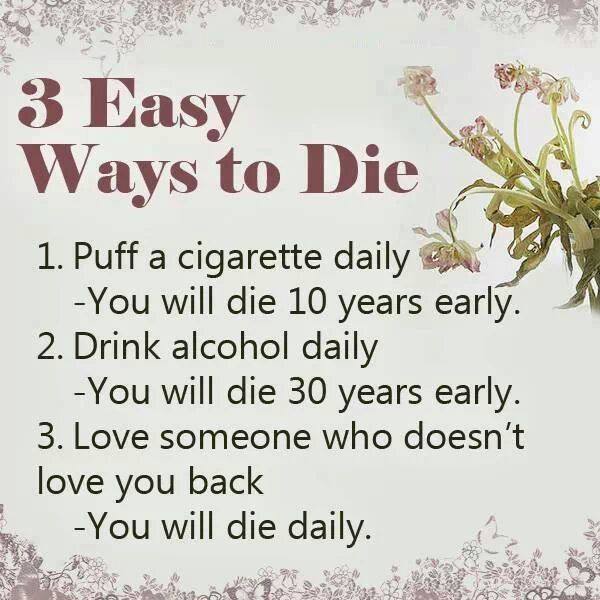 3 Easy
Ways to Die
1. Puff a cigarette daily
-You will die 10 years early.
2. Drink alcohol daily
-You will die 30 years early.
3. Love someone who doesn’t
love you back
-You will die daily.